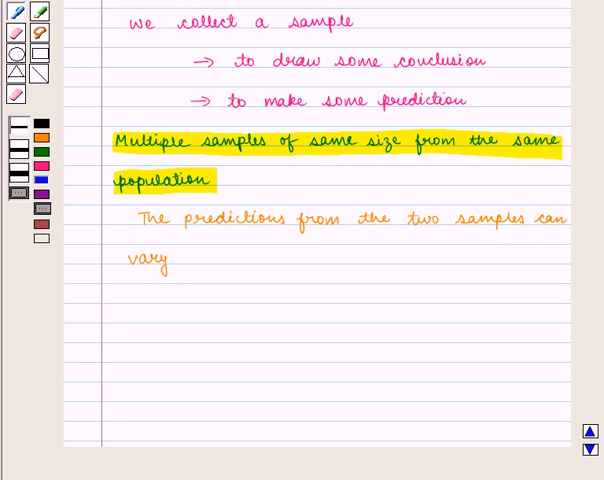 We collect a sample
→ to draw some conclusion
→ to make some prediction
Multiple samples of same size from the same
population
The predictions from the two samples can
vary.